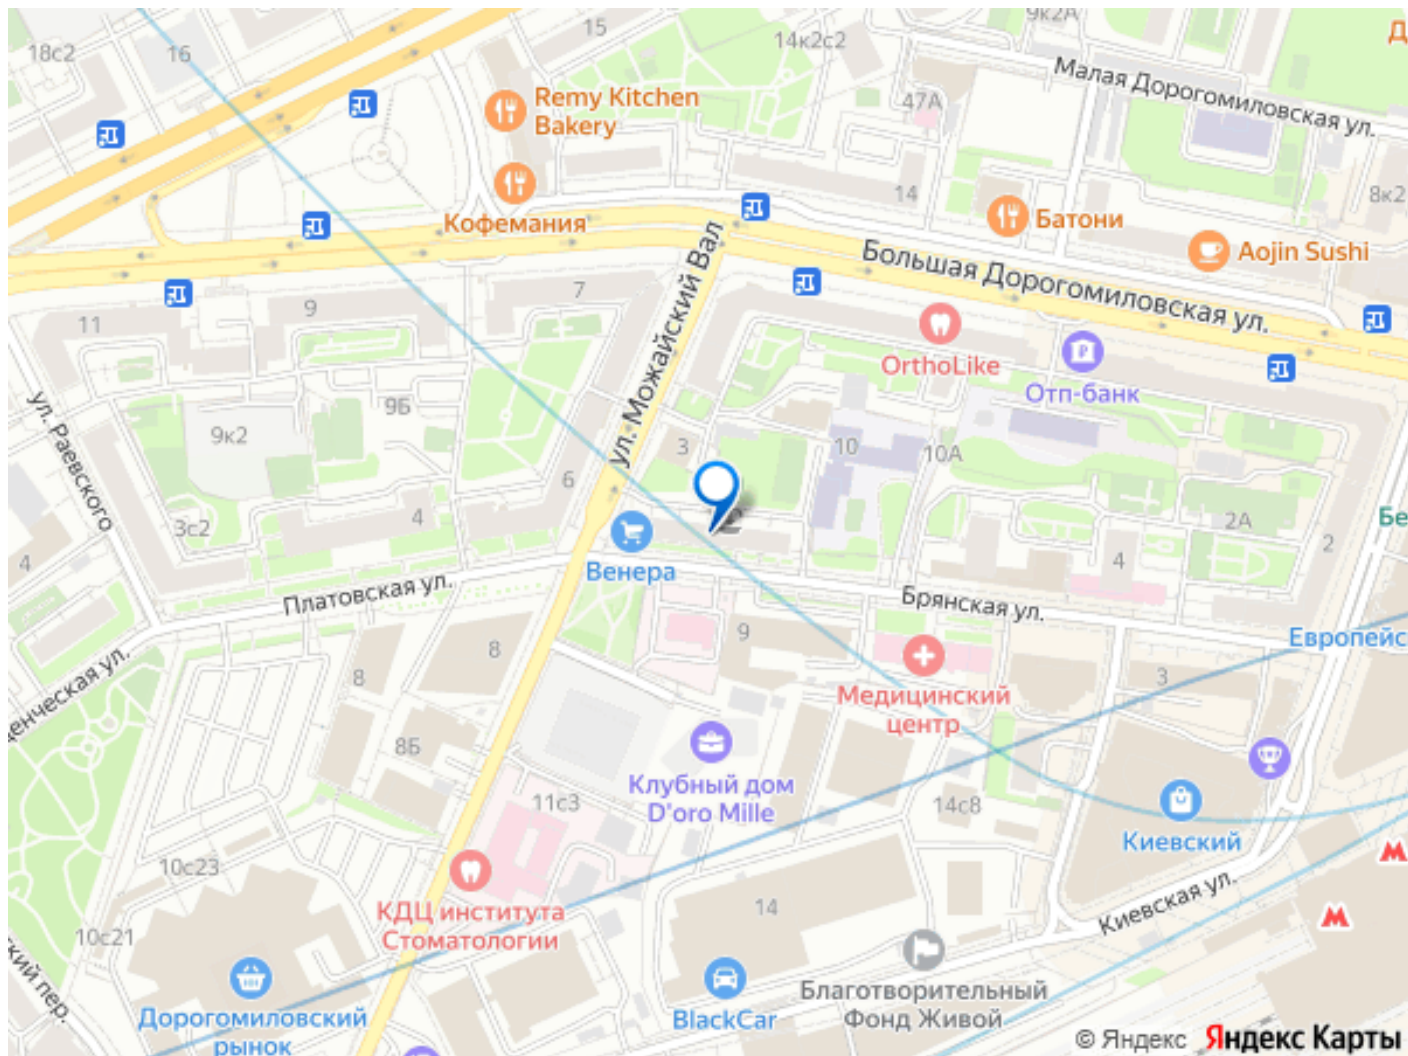 9к2А
15
14к2с2
Д
18с2
16
Малая Дорогомиловская ул.
Remy Kitchen
Bakery
47А
14
8к2
Кофемания
Батони
Aojin Sushi
Большая Дорогомиловская ул.
ул. Можайский Вал
7
9
11
OrthoLike
Отп-банк
ул. Раевского
9Б
9к2
3
10
10А
6
4
3с2
2
2А
2
Бе
4
4
Венера
Платовская ул.
Брянская ул.
9
Европейс
8
8
3
денческая ул.
Медицинский
центр
8Б
Клубный дом
D'oro Mille
11с3
14с8
Киевский
10с23
КДЦ института
Стоматологии
14
Киевская ул.
10с21
ский пер.
Дорогомиловский
рынок
BlackCar
Благотворительный
Фонд Живой
© Яндекс Яндекс Карты